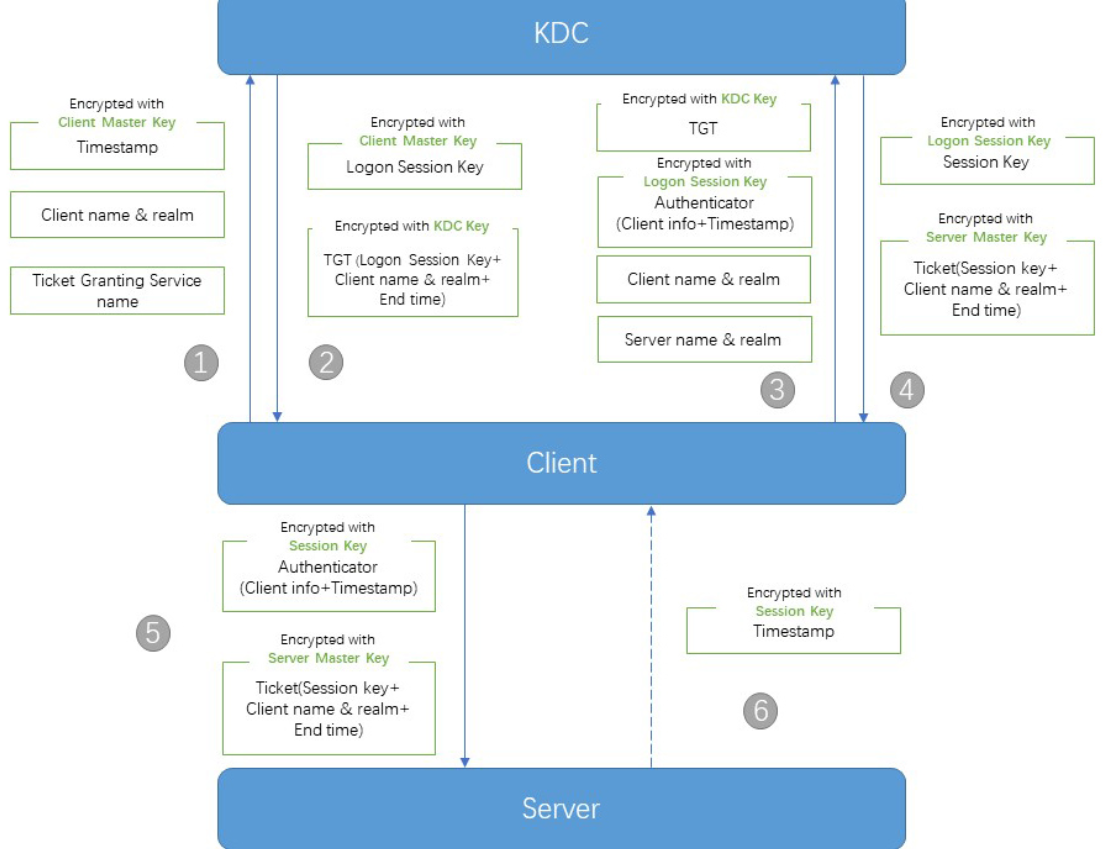 KDC
Encrypted with
Client Master Key
Timestamp
Client name & realm
Ticket Granting Service
name
1
Encrypted with
Client Master Key
Logon Session Key
Encrypted with KDC Key
TGT (Logon Session Key+
Client name & realm+
End time)
2
Encrypted with KDC Key
TGT
Encrypted with
Logon Session Key
Authenticator
(Client info+Timestamp)
Client name & realm
Server name & realm
3
Encrypted with
Logon Session Key
Session Key
Encrypted with
Server Master Key
Ticket(Session key+
Client name & realm+
End time)
4
Client
Encrypted with
Session Key
Authenticator
(Client info+Timestamp)
5
Encrypted with
Server Master Key
Ticket(Session key+
Client name & realm+
End time)
Encrypted with
Session Key
Timestamp
6
Server